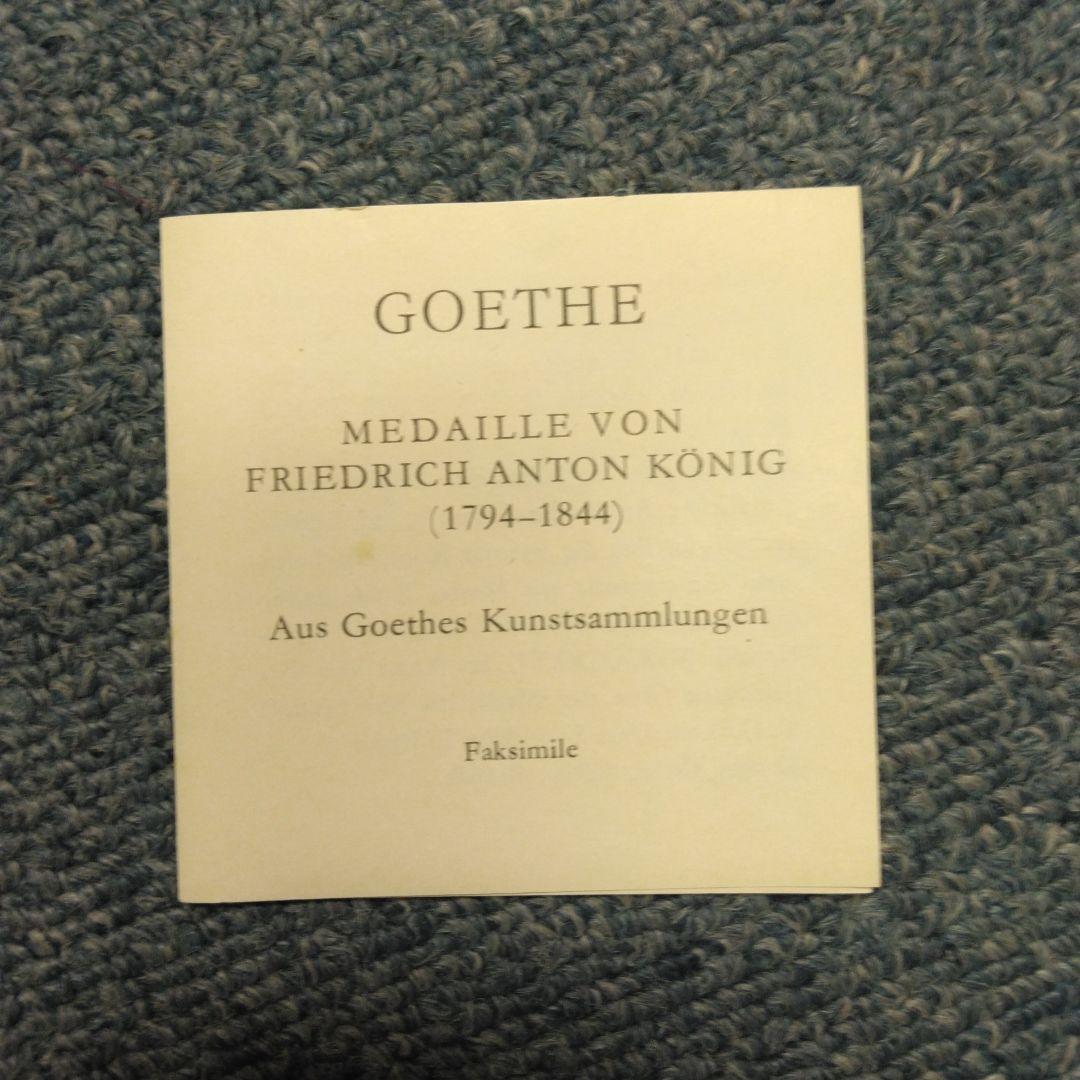 GOETHE
MEDAILLE VON
FRIEDRICH ANTON KÖNIG
(1794–1844)
Aus Goethes Kunstsammlungen
Faksimile